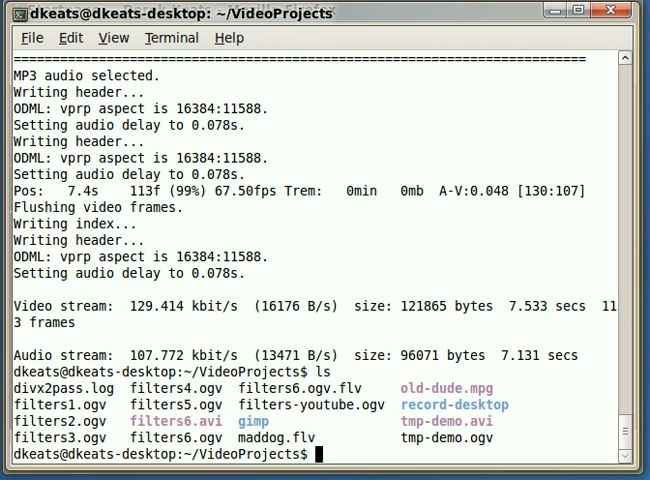 dkeats@dkeats-desktop: ~/VideoProjects
File Edit View Terminal Help
======================================================================
MP3 audio selected.
Writing header...
ODML: vprp aspect is 16384:11588.
Setting audio delay to 0.078s.
Writing header...
ODML: vprp aspect is 16384:11588.
Setting audio delay to 0.078s.
Pos:   7.4s    113f (99%) 67.50fps Trem:   0min   0mb  A-V:0.048 [130:107]
Flushing video frames.
Writing index...
Writing header...
ODML: vprp aspect is 16384:11588.
Setting audio delay to 0.078s.
Video stream:  129.414 kbit/s  (16176 B/s)  size: 121865 bytes  7.533 secs  11
3 frames
Audio stream:  107.772 kbit/s  (13471 B/s)  size: 96071 bytes  7.131 secs
dkeats@dkeats-desktop:~/VideoProjects$ ls
divx2pass.log  filters4.ogv  filters6.ogv.flv     old-dude.mpg
filters1.ogv   filters5.ogv  filters-youtube.ogv  record-desktop
filters2.ogv   filters6.avi  gimp                 tmp-demo.avi
filters3.ogv   filters6.ogv  maddog.flv           tmp-demo.ogv
dkeats@dkeats-desktop:~/VideoProjects$